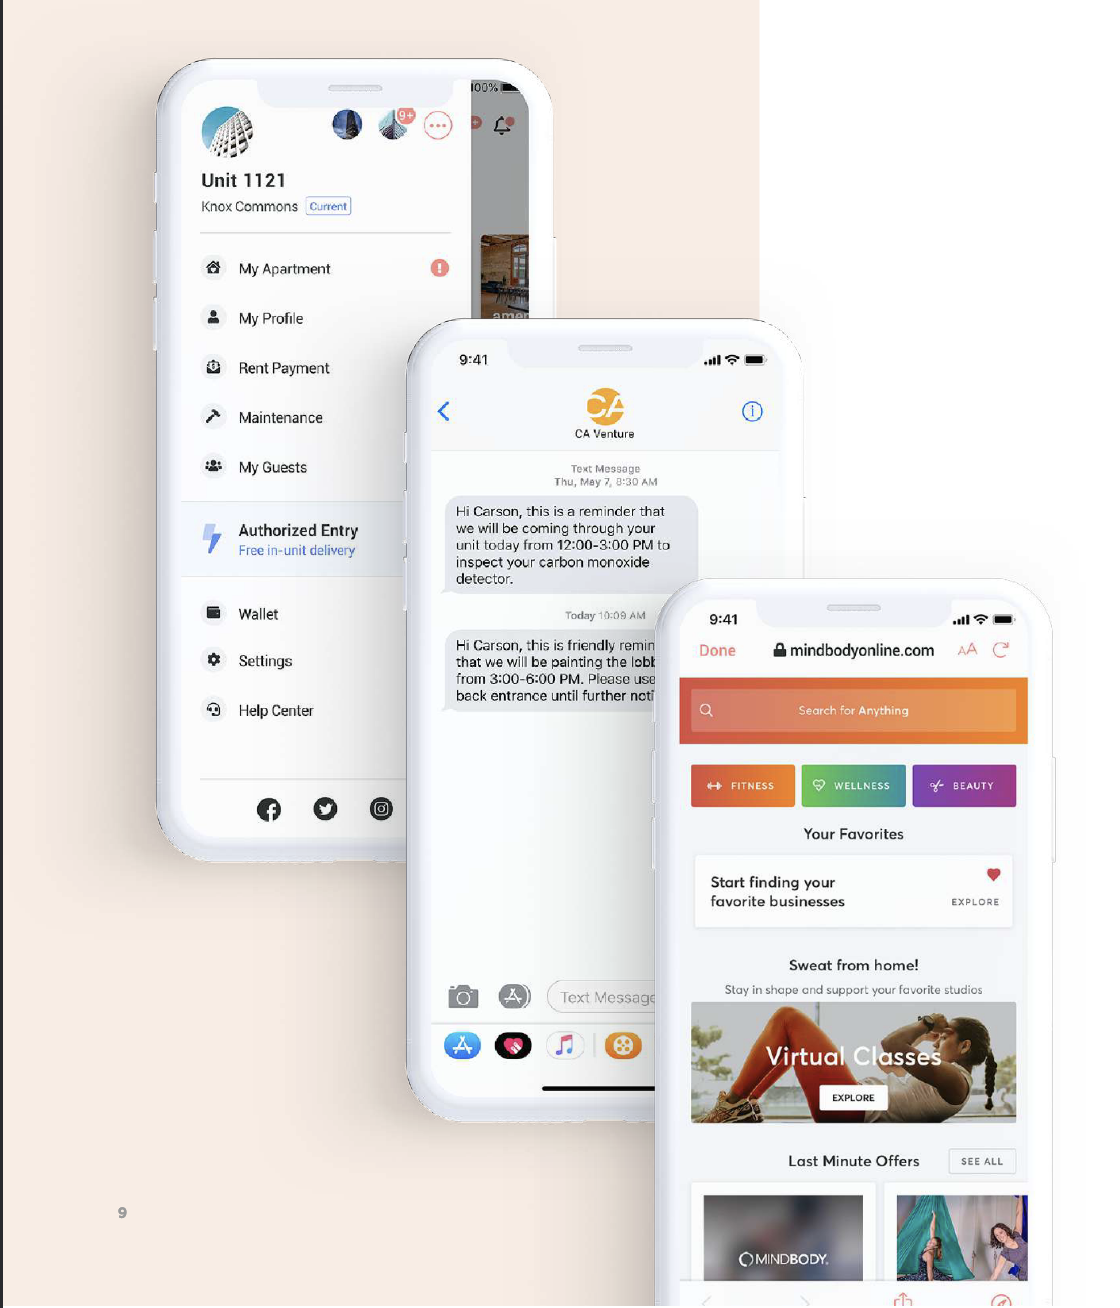 100%
9+
Unit 1121
Knox Commons Current
My Apartment
My Profile
Rent Payment
Maintenance
My Guests
Authorized Entry
Free in-unit delivery
Wallet
Settings
Help Center
9:41
CA
CA Venture
Text Message
Thu, May 7, 8:30 AM
Hi Carson, this is a reminder that
we will be coming through your
unit today from 12:00-3:00 PM to
inspect your carbon monoxide
detector.
Today 10:09 AM
Hi Carson, this is friendly remin
that we will be painting the lobb
from 3:00-6:00 PM. Please use
back entrance until further noti
Text Message
9:41
Done mindbodyonline.com AA
Search for Anything
FITNESS WELLNESS BEAUTY
Your Favorites
Start finding your
favorite businesses
EXPLORE
Sweat from home!
Stay in shape and support your favorite studios
Virtual Classes
EXPLORE
Last Minute Offers SEE ALL
MINDBODY
9